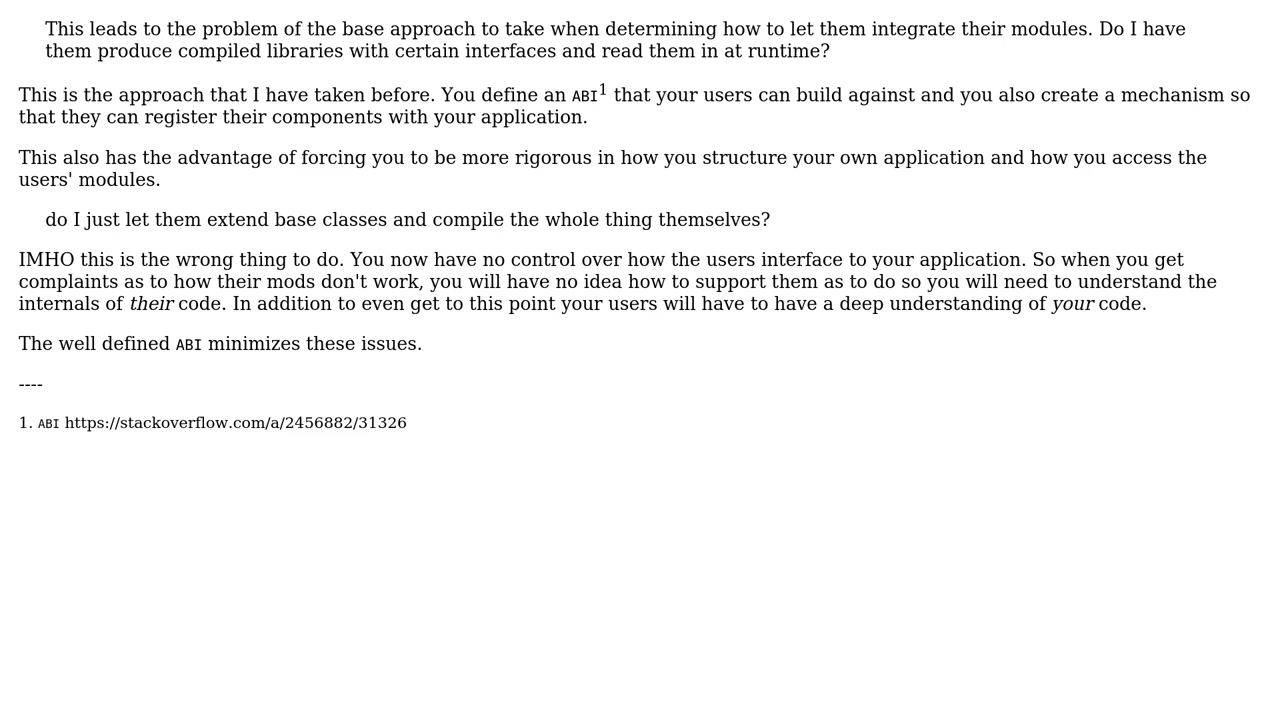 This leads to the problem of the base approach to take when determining how to let them integrate their modules. Do I have
them produce compiled libraries with certain interfaces and read them in at runtime?
This is the approach that I have taken before. You define an ABI1 that your users can build against and you also create a mechanism so
that they can register their components with your application.
This also has the advantage of forcing you to be more rigorous in how you structure your own application and how you access the
users' modules.
do I just let them extend base classes and compile the whole thing themselves?
IMHO this is the wrong thing to do. You now have no control over how the users interface to your application. So when you get
complaints as to how their mods don't work, you will have no idea how to support them as to do so you will need to understand the
internals of their code. In addition to even get to this point your users will have to have a deep understanding of your code.
The well defined ABI minimizes these issues.
----
1. ABI https://stackoverflow.com/a/2456882/31326